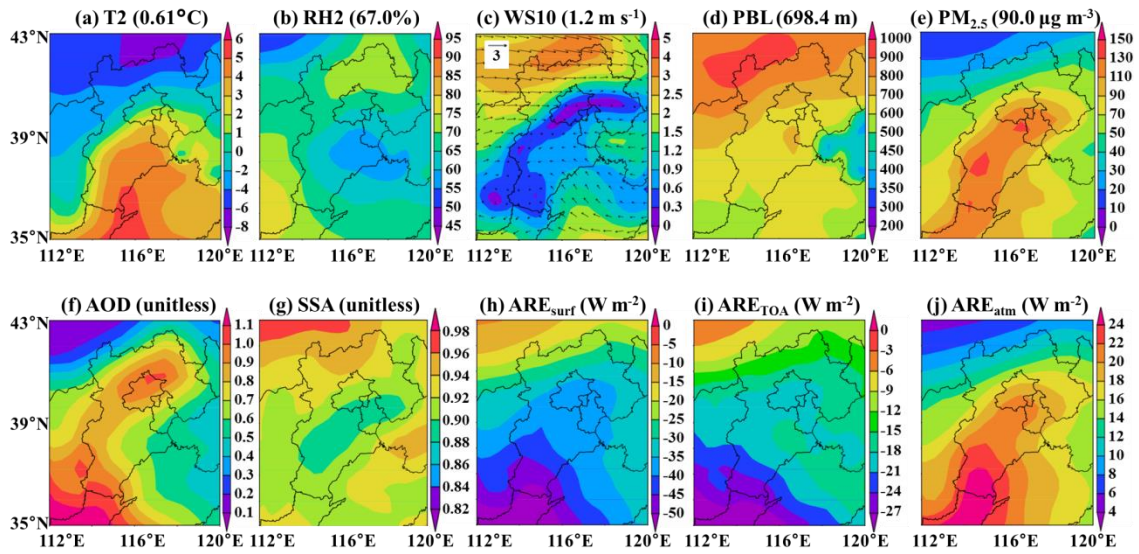 (a) T2 (0.61°C) (b) RH2 (67.0%) (c) WS10 (1.2 m s⁻¹) (d) PBL (698.4 m) (e) PM₂.₅ (90.0 μg m⁻³)
43°N 6 95 5 1000 150
5 90 4 900 130
4 85 3 800 110
3 80 2.5 700 90
2 75 2 600 70
39°N 1 70 1.5 500 50
0 65 1.2 450 40
-2 60 0.9 400 30
-4 55 0.6 350 20
-6 50 0.3 300 10
35°N -8 45 0 200 0
3
112°E 116°E 120°E 112°E 116°E 120°E 112°E 116°E 120°E 112°E 116°E 120°E 112°E 116°E 120°E
(f) AOD (unitless) (g) SSA (unitless) (h) ARE_surf (W m⁻²) (i) ARE_TOA (W m⁻²) (j) ARE_atm (W m⁻²)
43°N 1.1 0.98 0 0 24
1.0 0.96 -5 -3 22
0.9 0.94 -10 -6 20
0.8 0.92 -15 -9 18
0.7 0.90 -20 -12 16
39°N 0.6 0.88 -25 -15 14
0.5 0.86 -30 -18 12
0.4 0.84 -35 -21 10
0.3 0.82 -40 -24 8
0.2 -45 -27 6
35°N 0.1 -50 4
112°E 116°E 120°E 112°E 116°E 120°E 112°E 116°E 120°E 112°E 116°E 120°E 112°E 116°E 120°E